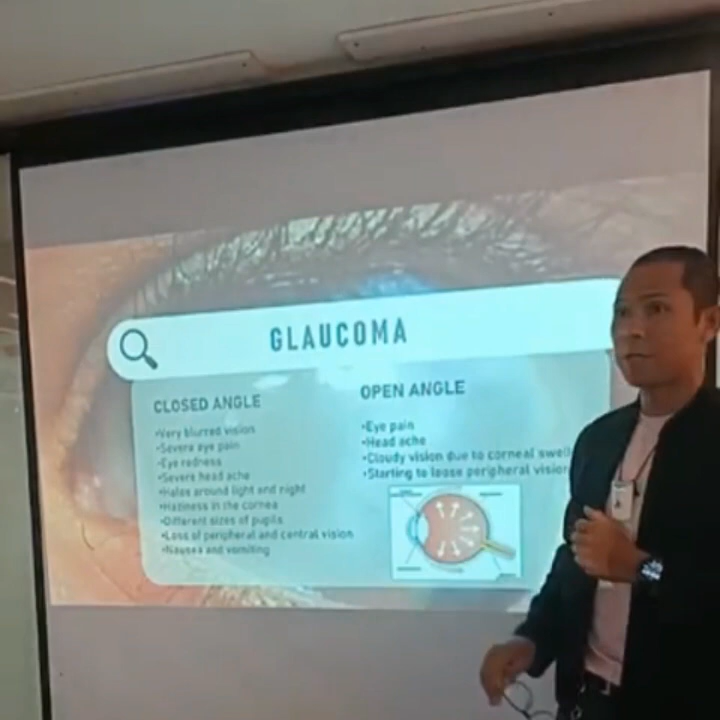 GLAUCOMA
CLOSED ANGLE
•Very blurred vision
•Severe eye pain
•Eye redness
•Severe head ache
•Halos around light and night
•Haziness in the cornea
•Different sizes of pupils
•Loss of peripheral and central vision
•Nausea and vomiting
OPEN ANGLE
•Eye pain
•Head ache
•Cloudy vision due to corneal swell
•Starting to loose peripheral vision